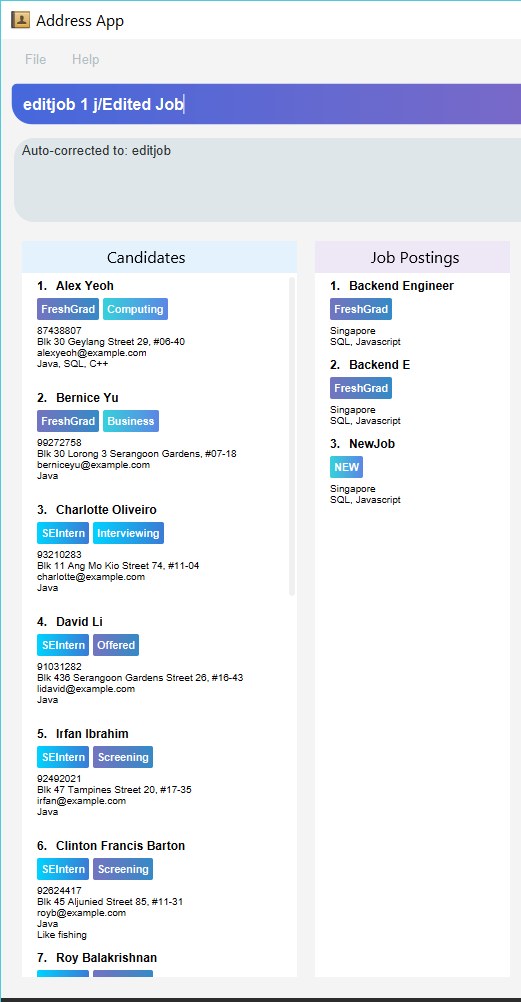 Address App
File Help
editjob 1 j/Edited Job
Auto-corrected to: editjob
Candidates
1. Alex Yeoh
FreshGrad Computing
87438807
Blk 30 Geylang Street 29, #06-40
alexyeoh@example.com
Java, SQL, C++
2. Bernice Yu
FreshGrad Business
99272758
Blk 30 Lorong 3 Serangoon Gardens, #07-18
berniceyu@example.com
Java
3. Charlotte Oliveiro
SEIntern Interviewing
93210283
Blk 11 Ang Mo Kio Street 74, #11-04
charlotte@example.com
Java
4. David Li
SEIntern Offered
91031282
Blk 436 Serangoon Gardens Street 26, #16-43
lidavid@example.com
Java
5. Irfan Ibrahim
SEIntern Screening
92492021
Blk 47 Tampines Street 20, #17-35
irfan@example.com
Java
6. Clinton Francis Barton
SEIntern Screening
92624417
Blk 45 Aljunied Street 85, #11-31
royb@example.com
Java
Like fishing
7. Roy Balakrishnan
Job Postings
1. Backend Engineer
FreshGrad
Singapore
SQL, Javascript
2. Backend E
FreshGrad
Singapore
SQL, Javascript
3. NewJob
NEW
Singapore
SQL, Javascript